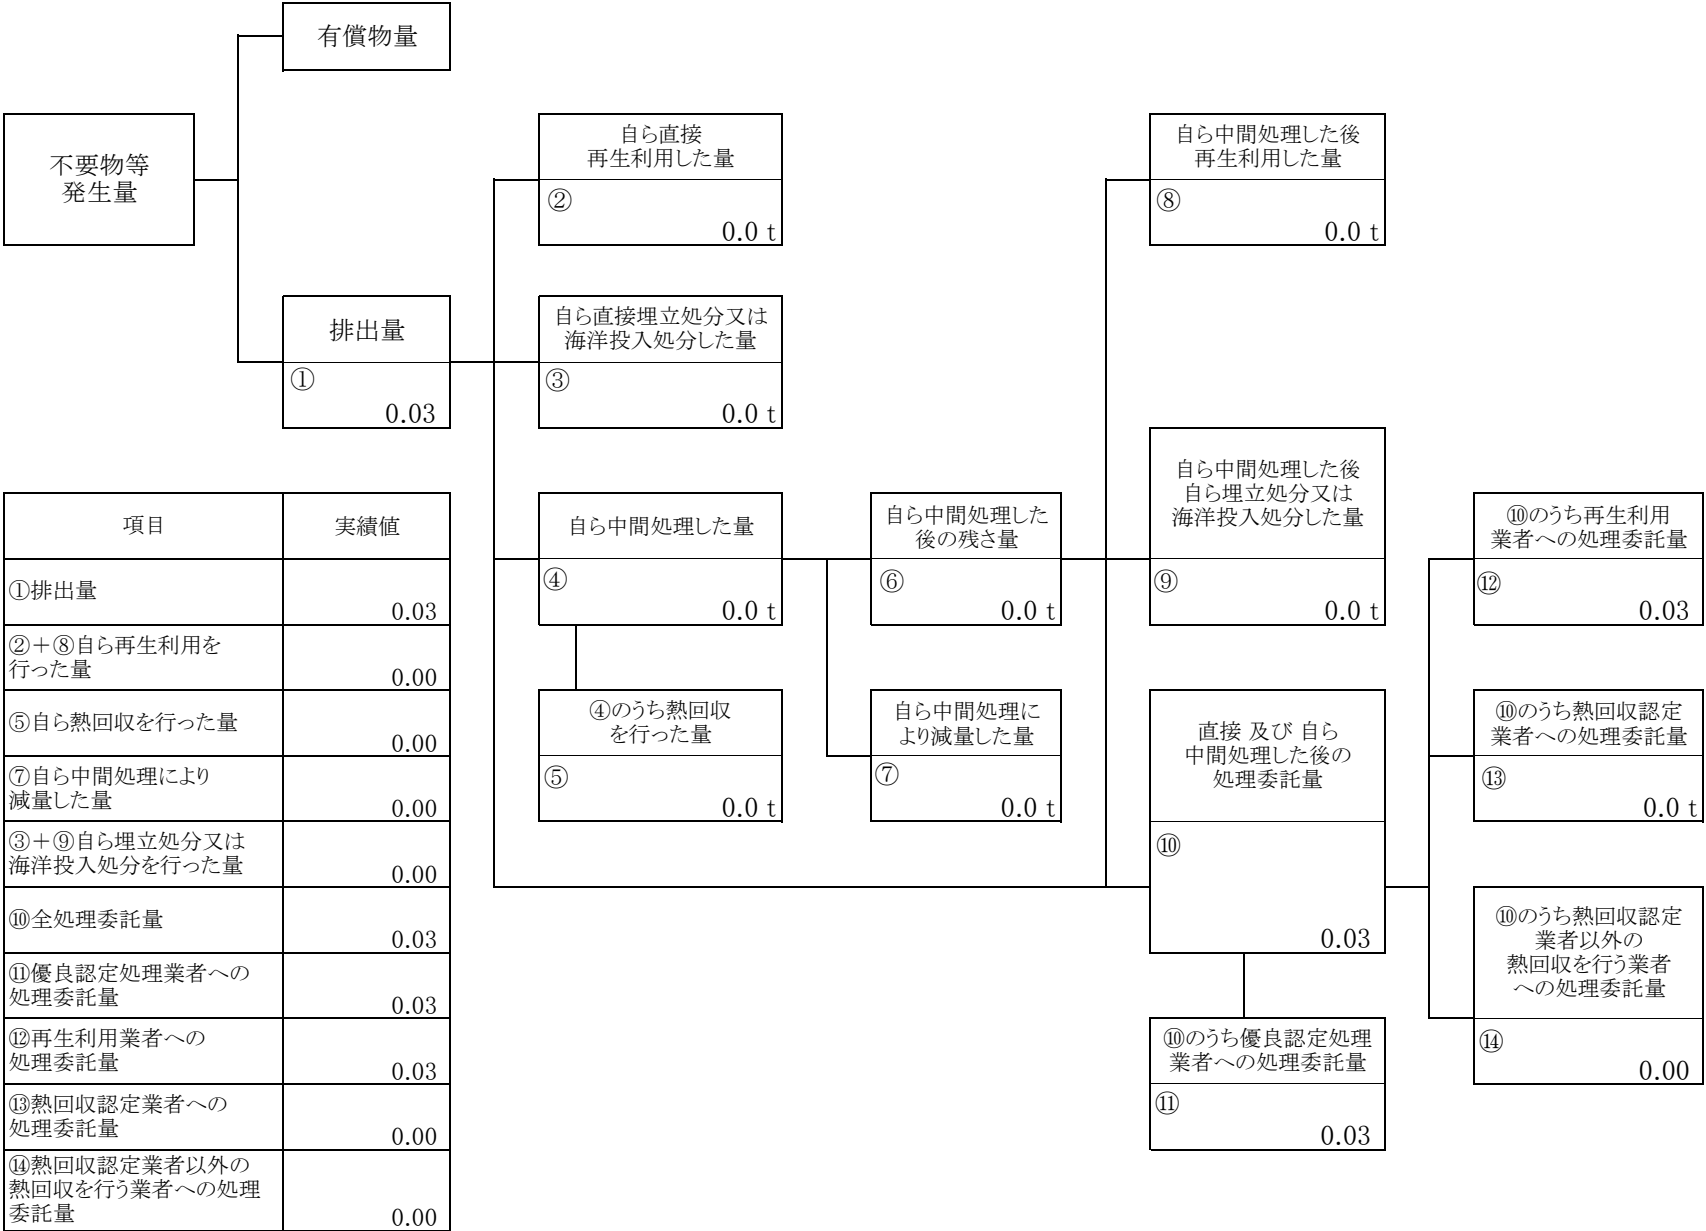 有償物量
不要物等
発生量
自ら直接
再生利用した量
②
0.0 t
自ら中間処理した後
再生利用した量
⑧
0.0 t
排出量
①
0.03
自ら直接埋立処分又は
海洋投入処分した量
③
0.0 t
自ら中間処理した量
④
0.0 t
自ら中間処理した
後の残さ量
⑥
0.0 t
自ら中間処理した後
自ら埋立処分又は
海洋投入処分した量
⑨
0.0 t
⑩のうち再生利用
業者への処理委託量
⑫
0.03
④のうち熱回収
を行った量
⑤
0.0 t
自ら中間処理に
より減量した量
⑦
0.0 t
直接 及び 自ら
中間処理した後の
処理委託量
⑩
0.03
⑩のうち熱回収認定
業者への処理委託量
⑬
0.0 t
⑩のうち熱回収認定
業者以外の
熱回収を行う業者
への処理委託量
⑭
0.00
⑩のうち優良認定処理
業者への処理委託量
⑪
0.03
項目 実績値
①排出量
0.03
②＋⑧自ら再生利用を
行った量
0.00
⑤自ら熱回収を行った量
0.00
⑦自ら中間処理により
減量した量
0.00
③＋⑨自ら埋立処分又は
海洋投入処分を行った量
0.00
⑩全処理委託量
0.03
⑪優良認定処理業者への
処理委託量
0.03
⑫再生利用業者への
処理委託量
0.03
⑬熱回収認定業者への
処理委託量
0.00
⑭熱回収認定業者以外の
熱回収を行う業者への処理
委託量
0.00